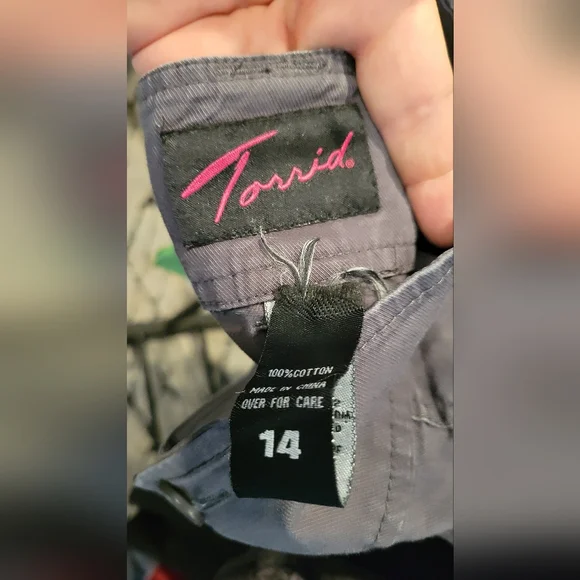 Torrid®
100%COTTON
MADE IN CHINA
OVER FOR CARE
14